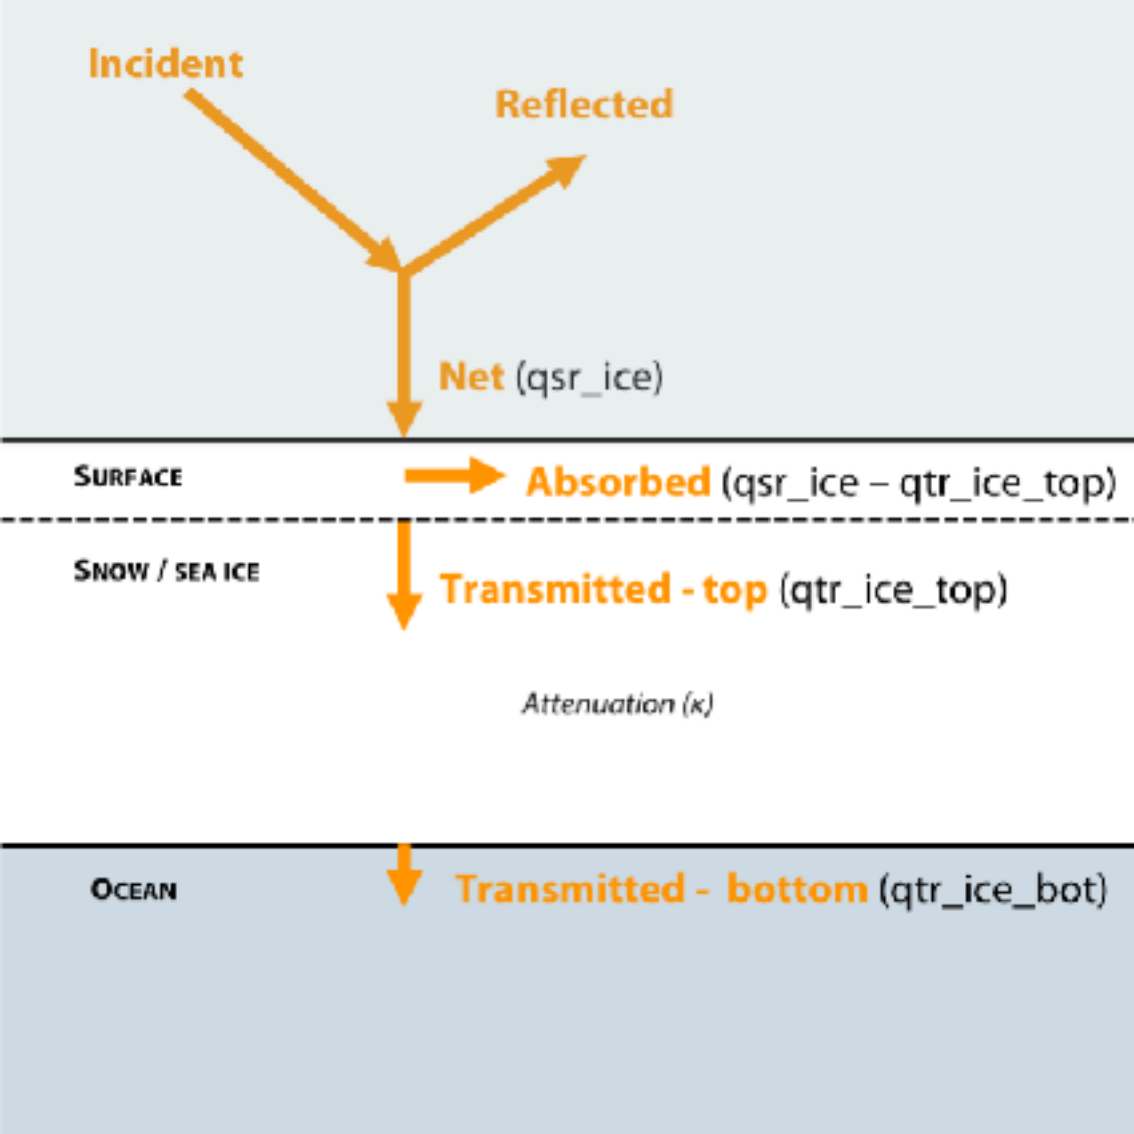 Incident
Reflected
Net (qsr_ice)
SURFACE
Absorbed (qsr_ice – qtr_ice_top)
SNOW / SEA ICE
Transmitted - top (qtr_ice_top)
Attenuation (κ)
OCEAN
Transmitted - bottom (qtr_ice_bot)